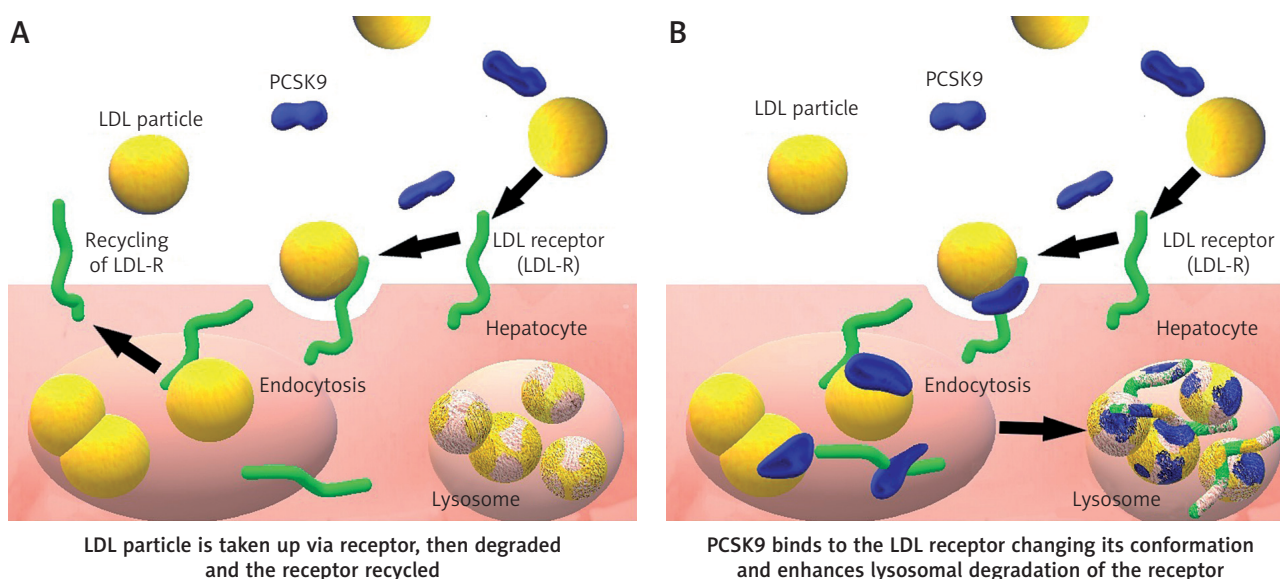 A
PCSK9
LDL particle
Recycling
of LDL-R
LDL receptor
(LDL-R)
Hepatocyte
Endocytosis
Lysosome
LDL particle is taken up via receptor, then degraded
and the receptor recycled
B
PCSK9
LDL particle
LDL receptor
(LDL-R)
Hepatocyte
Endocytosis
Lysosome
PCSK9 binds to the LDL receptor changing its conformation
and enhances lysosomal degradation of the receptor